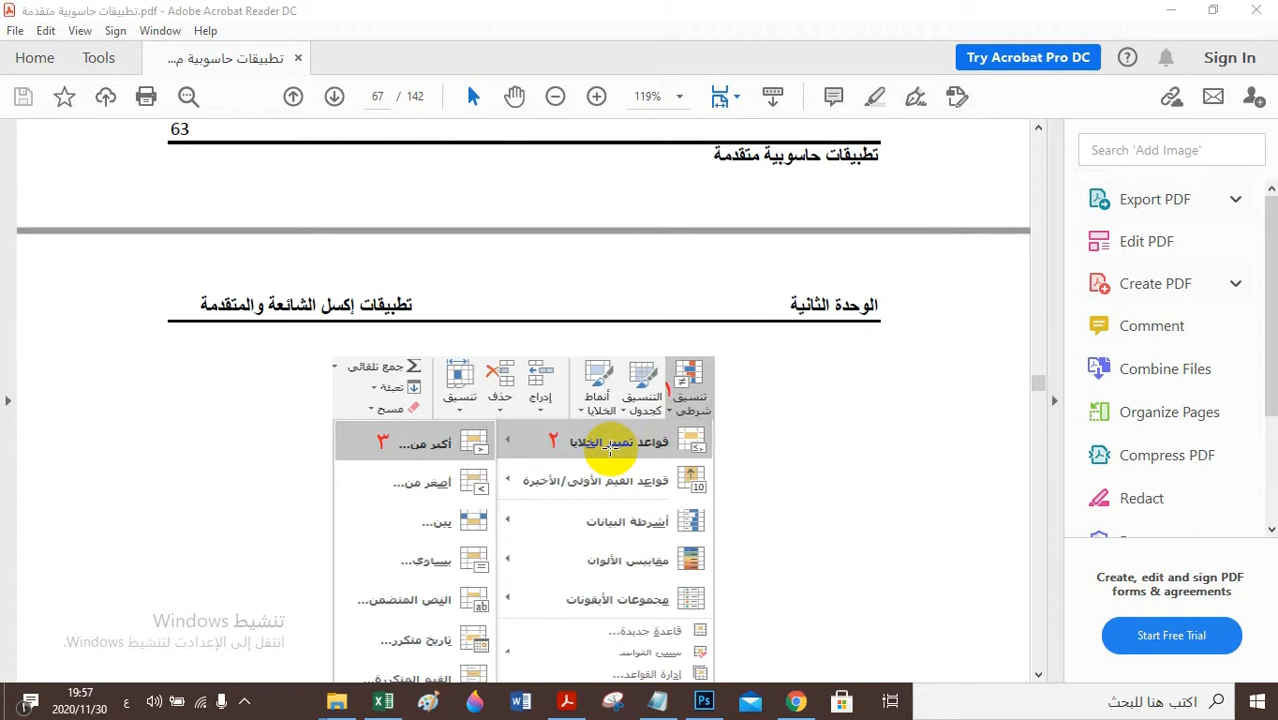 تطبيقات حاسوبية متقدمة.pdf - Adobe Acrobat Reader DC
File Edit View Sign Window Help
Home Tools تطبيقات حاسوبية م... Try Acrobat Pro DC Sign In
67 / 142 119%
63
تطبيقات حاسوبية متقدمة
الوحدة الثانية تطبيقات إكسل الشائعة والمتقدمة
تنسيق شرطي ١
التنسيق كجدول
أنماط الخلايا
إدراج
حذف
تنسيق
جمع تلقائي
تعبئة
مسح
قواعد تمييز الخلايا ٢
قواعد القيم الأولى/الأخيرة
أشرطة البيانات
مقاييس الألوان
مجموعات الأيقونات
قاعدة جديدة...
إدارة القواعد...
أكبر من... ٣
أصغر من...
بين...
يساوي...
النص المتضمن...
تاريخ متكرر...
القيم المتكررة...
Search 'Add Image'
Export PDF
Edit PDF
Create PDF
Comment
Combine Files
Organize Pages
Compress PDF
Redact
Create, edit and sign PDF
forms & agreements
Start Free Trial
تنشيط Windows
انتقل إلى الإعدادت لتنشيط Windows.
19:57
2020/11/30
ع
اكتب هنا للبحث